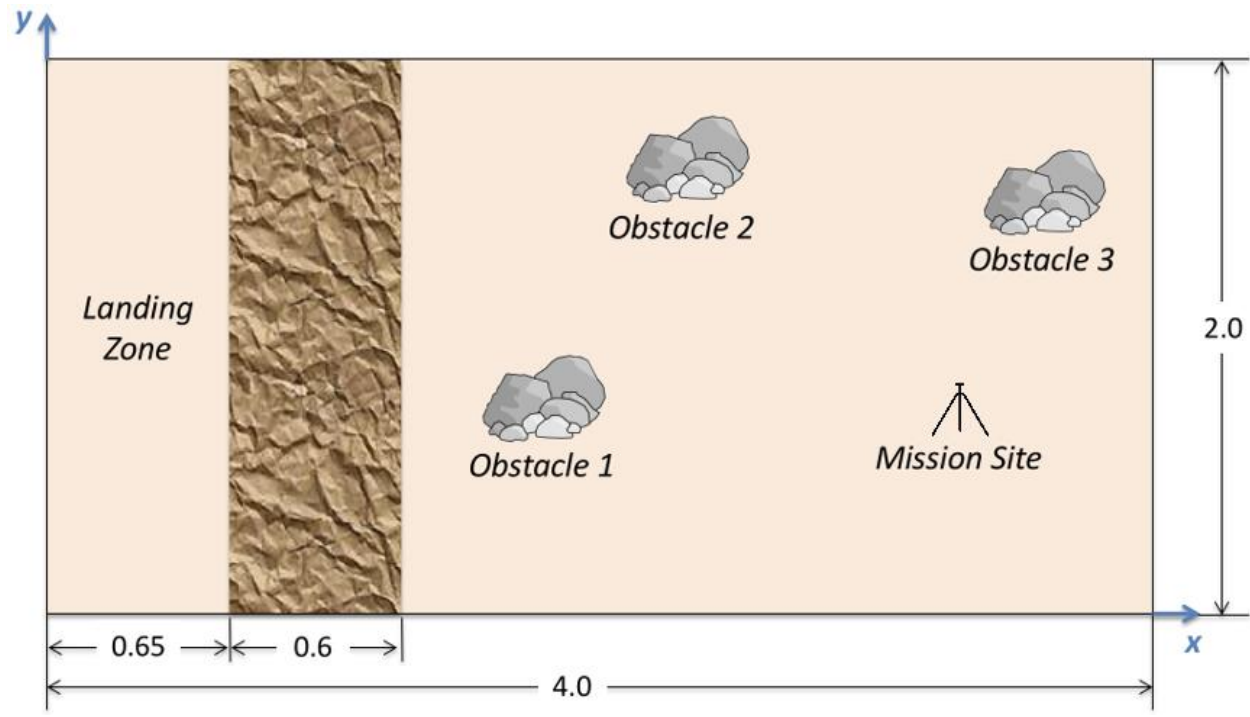 y
Obstacle 2
Obstacle 3
Landing
Zone
2.0
Obstacle 1
Mission Site
0.65
0.6
x
4.0